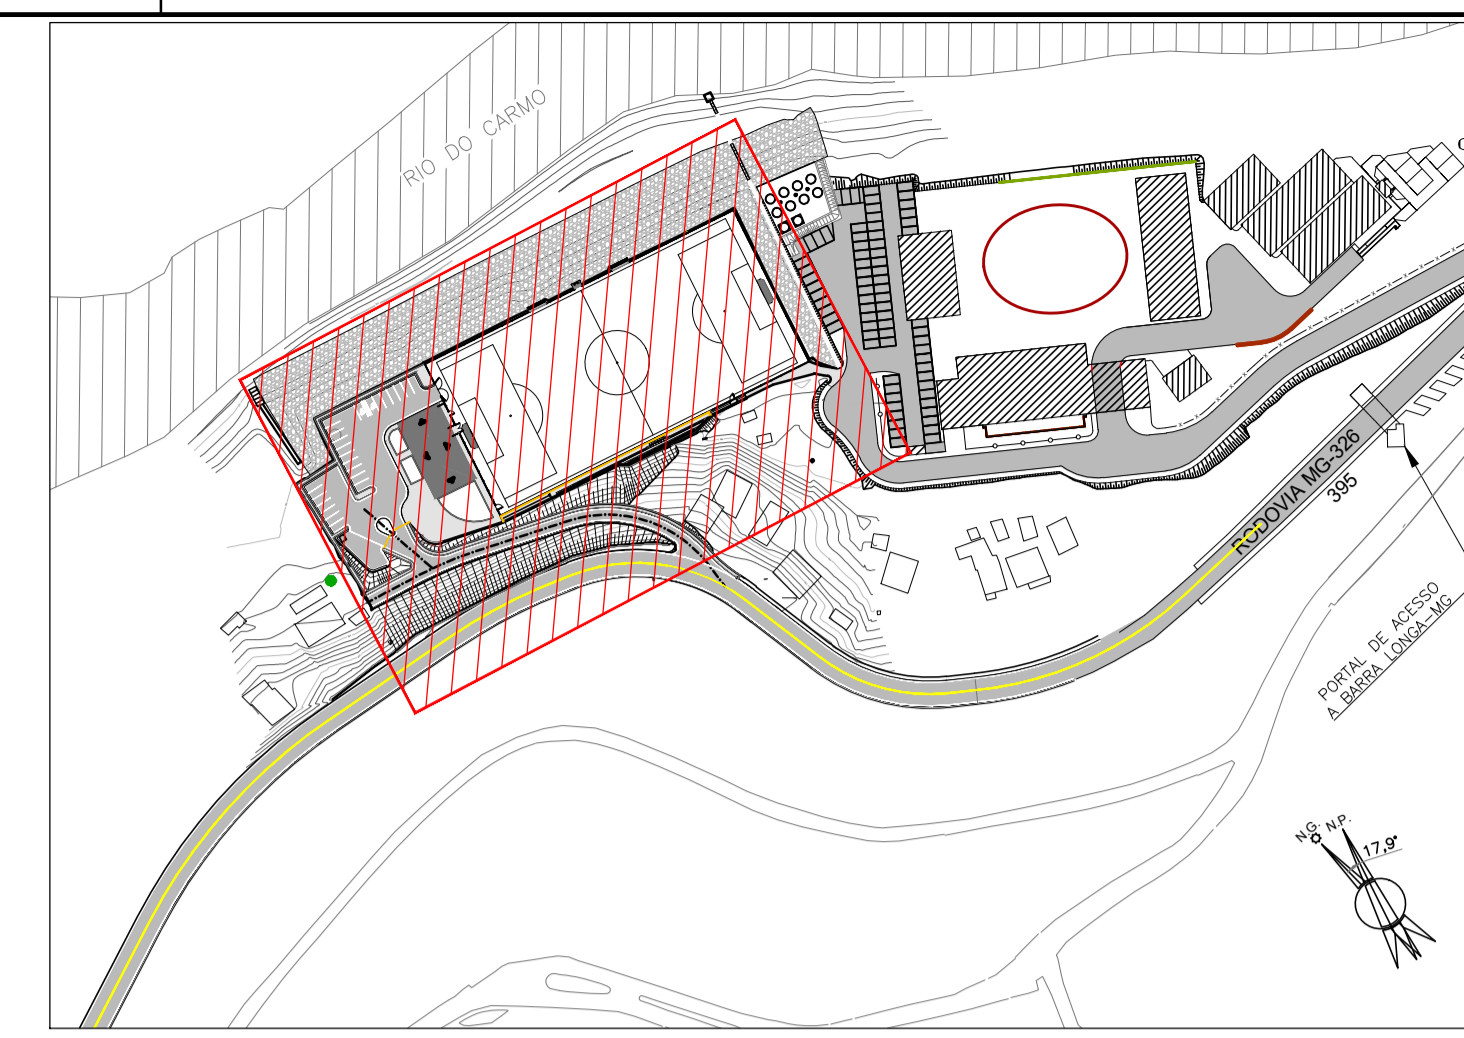 RIO DO CARMO
RODOVIA MG-326
395
PORTAL DE ACESSO
A BARRA LONGA-MG
N.G. N.P.
17,9°